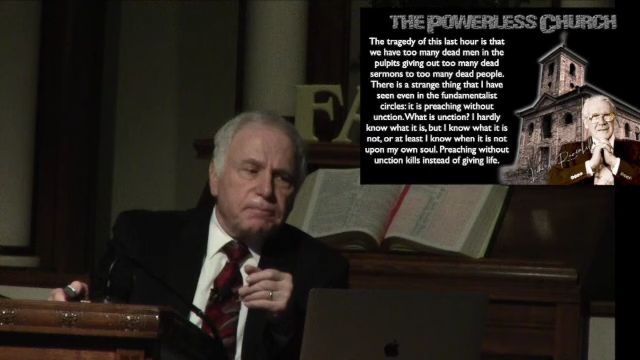 THE POWERLESS CHURCH
The tragedy of this last hour is that
we have too many dead men in the
pulpits giving out too many dead
sermons to too many dead people.
There is a strange thing that I have
seen even in the fundamentalist
circles: it is preaching without
unction. What is unction? I hardly
know what it is, but I know what it is
not, or at least I know when it is not
upon my own soul. Preaching without
unction kills instead of giving life.
FA